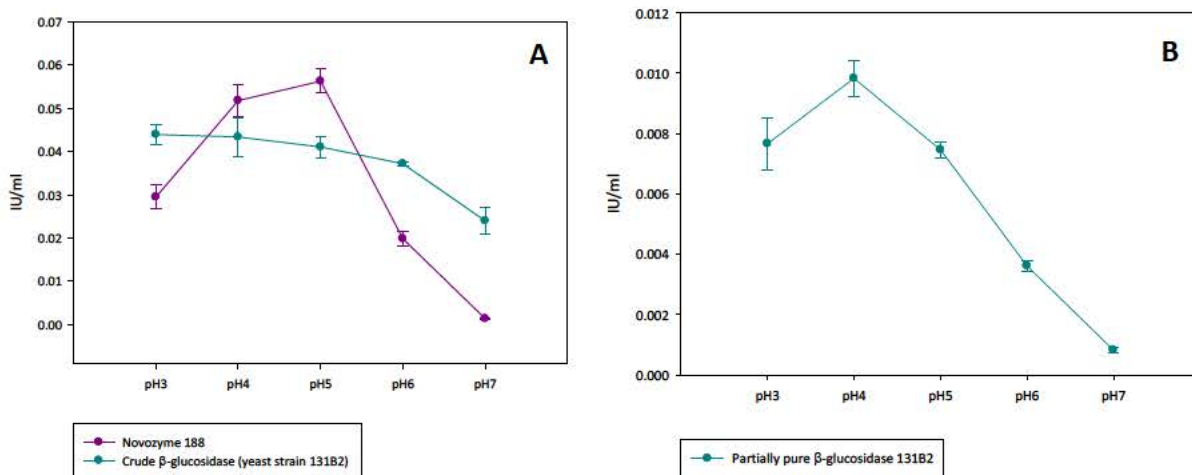 A
IU/ml
0.07
0.06
0.05
0.04
0.03
0.02
0.01
0.00
pH3 pH4 pH5 pH6 pH7
Novozyme 188
Crude β-glucosidase (yeast strain 131B2)
B
IU/ml
0.012
0.010
0.008
0.006
0.004
0.002
0.000
pH3 pH4 pH5 pH6 pH7
Partially pure β-glucosidase 131B2